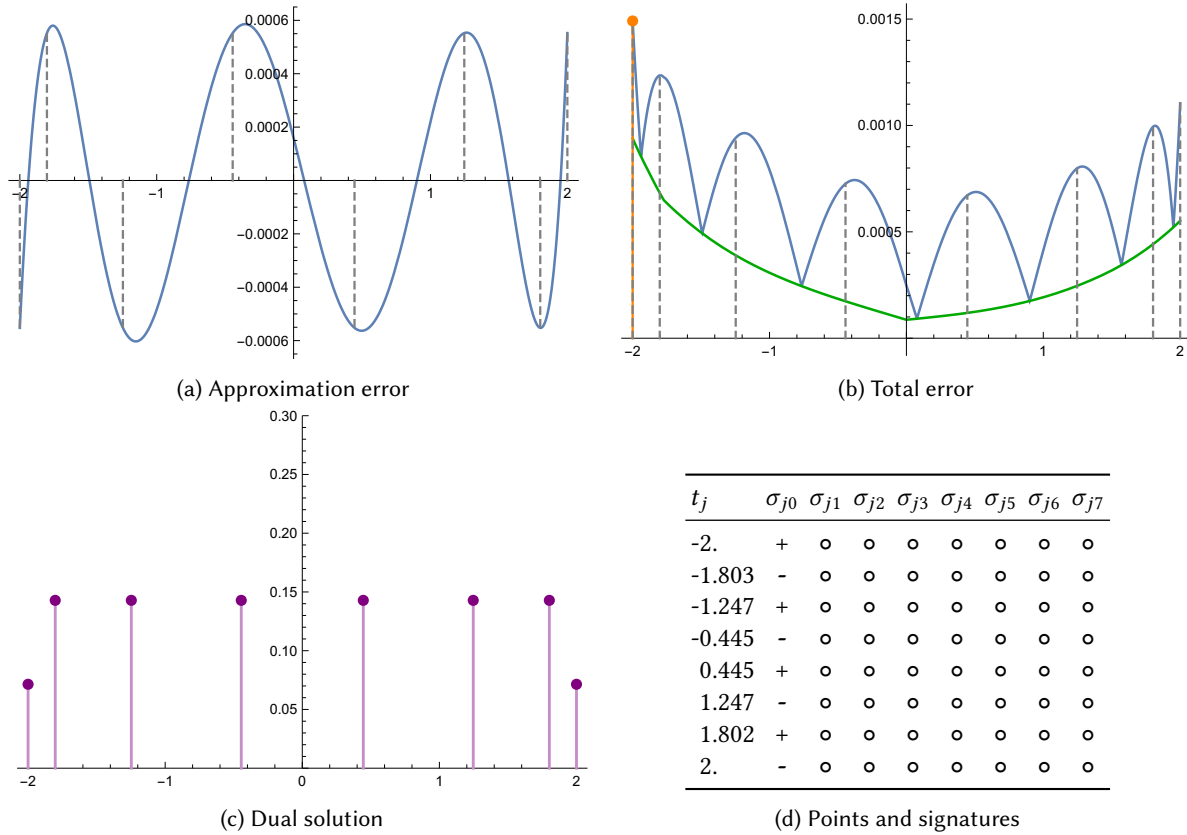 0.0006
0.0004
0.0002
-2 -1 1 2
-0.0002
-0.0004
-0.0006
(a) Approximation error
0.0015
0.0010
0.0005
-2 -1 0 1 2
(b) Total error
0.30
0.25
0.20
0.15
0.10
0.05
-2 -1 0 1 2
(c) Dual solution
t_j σ_j0 σ_j1 σ_j2 σ_j3 σ_j4 σ_j5 σ_j6 σ_j7
-2. + o o o o o o o
-1.803 - o o o o o o o
-1.247 + o o o o o o o
-0.445 - o o o o o o o
0.445 + o o o o o o o
1.247 - o o o o o o o
1.802 + o o o o o o o
2. - o o o o o o o
(d) Points and signatures